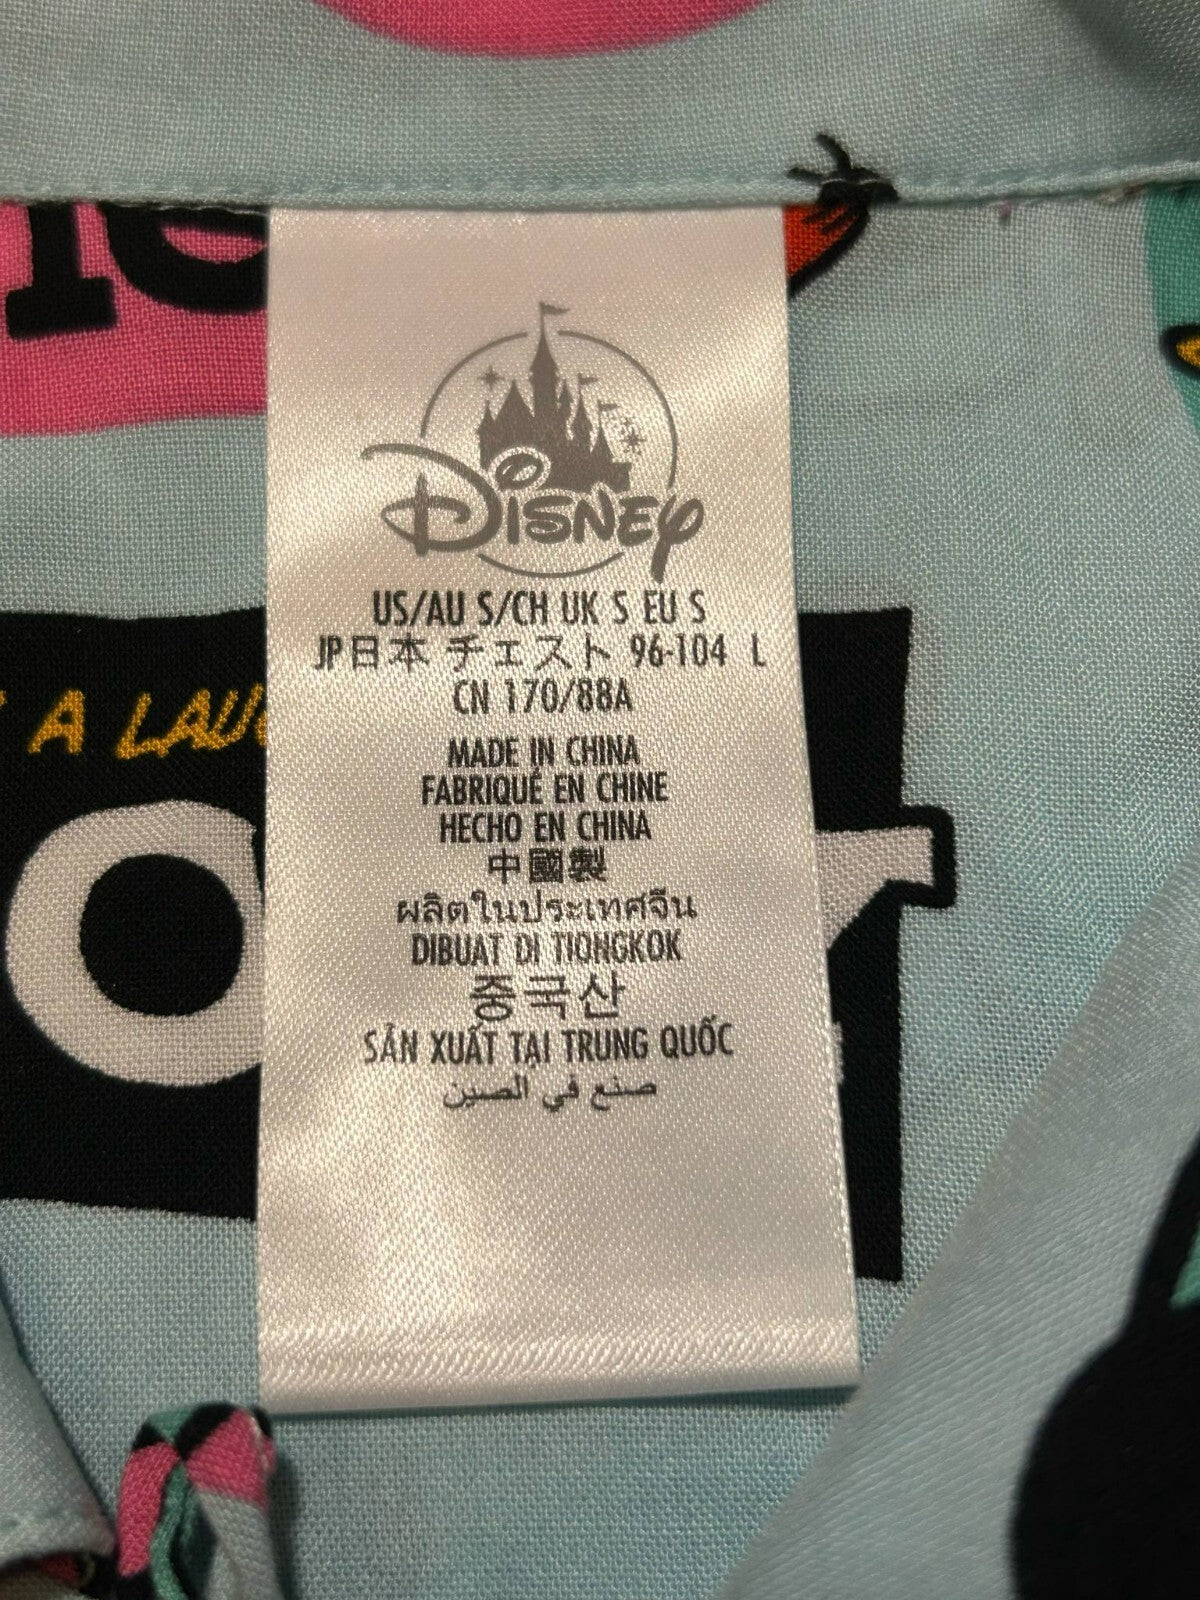 A LAU
O
Disney
US/AU S/CH UK S EU S
JP日本 チェスト 96-104 L
CN 170/88A
MADE IN CHINA
FABRIQUÉ EN CHINE
HECHO EN CHINA
中國製
ผลิตในประเทศจีน
DIBUAT DI TIONGKOK
중국산
SẢN XUẤT TẠI TRUNG QUỐC
صنع في الصين